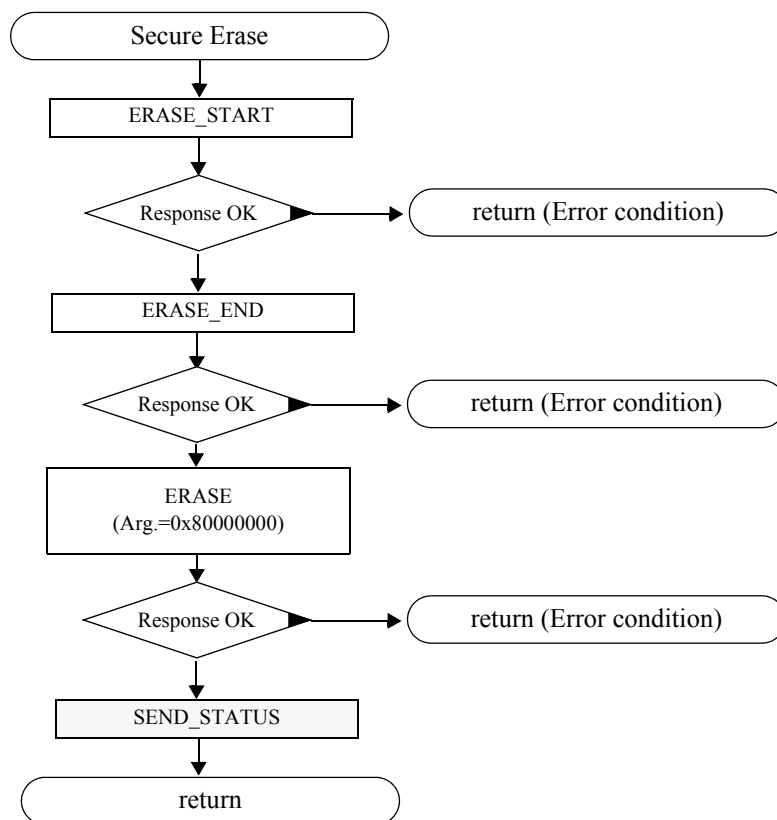 Secure Erase
ERASE_START
Response OK
return (Error condition)
ERASE_END
Response OK
return (Error condition)
ERASE
(Arg.=0x80000000)
Response OK
return (Error condition)
SEND_STATUS
return